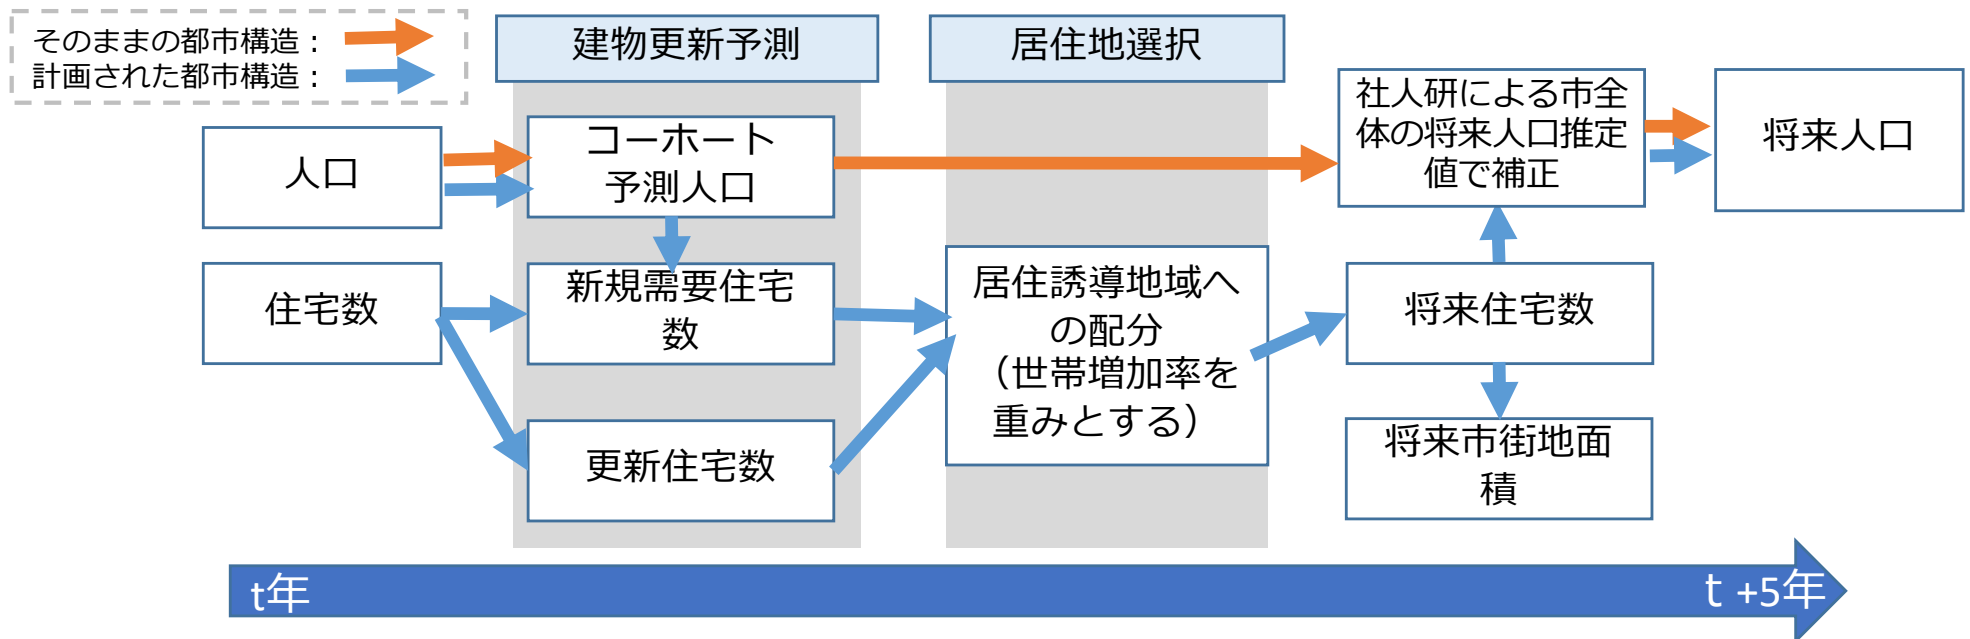 そのままの都市構造：
計画された都市構造：
建物更新予測
居住地選択
人口
コーホート
予測人口
社人研による市全
体の将来人口推定
値で補正
将来人口
住宅数
新規需要住宅
数
居住誘導地域へ
の配分
（世帯増加率を
重みとする）
将来住宅数
更新住宅数
将来市街地面
積
t年
t +5年